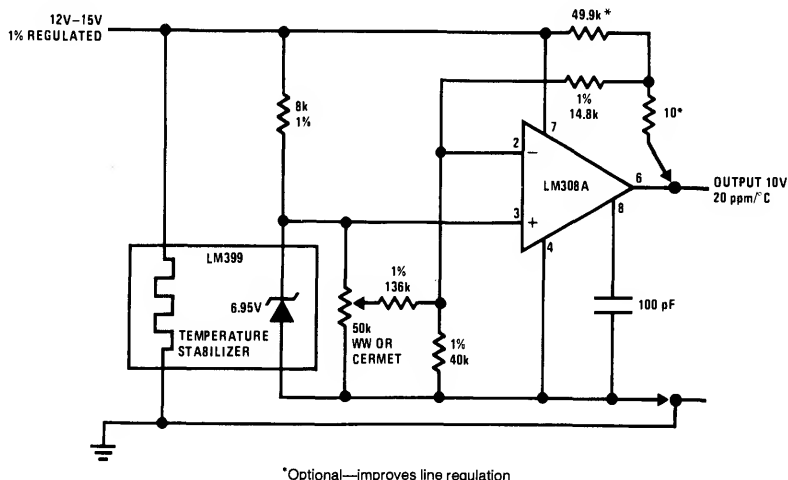 12V–15V
1% REGULATED
49.9k*
1%
14.8k
10*
8k
1%
7
2
−
LM308A
6
OUTPUT 10V
20 ppm/°C
3
+
8
4
LM399
6.95V
TEMPERATURE
STABILIZER
1%
136k
50k
WW OR
CERMET
1%
40k
100 pF
*Optional—improves line regulation